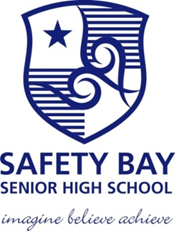 SAFETY BAY
SENIOR HIGH SCHOOL
imagine believe achieve